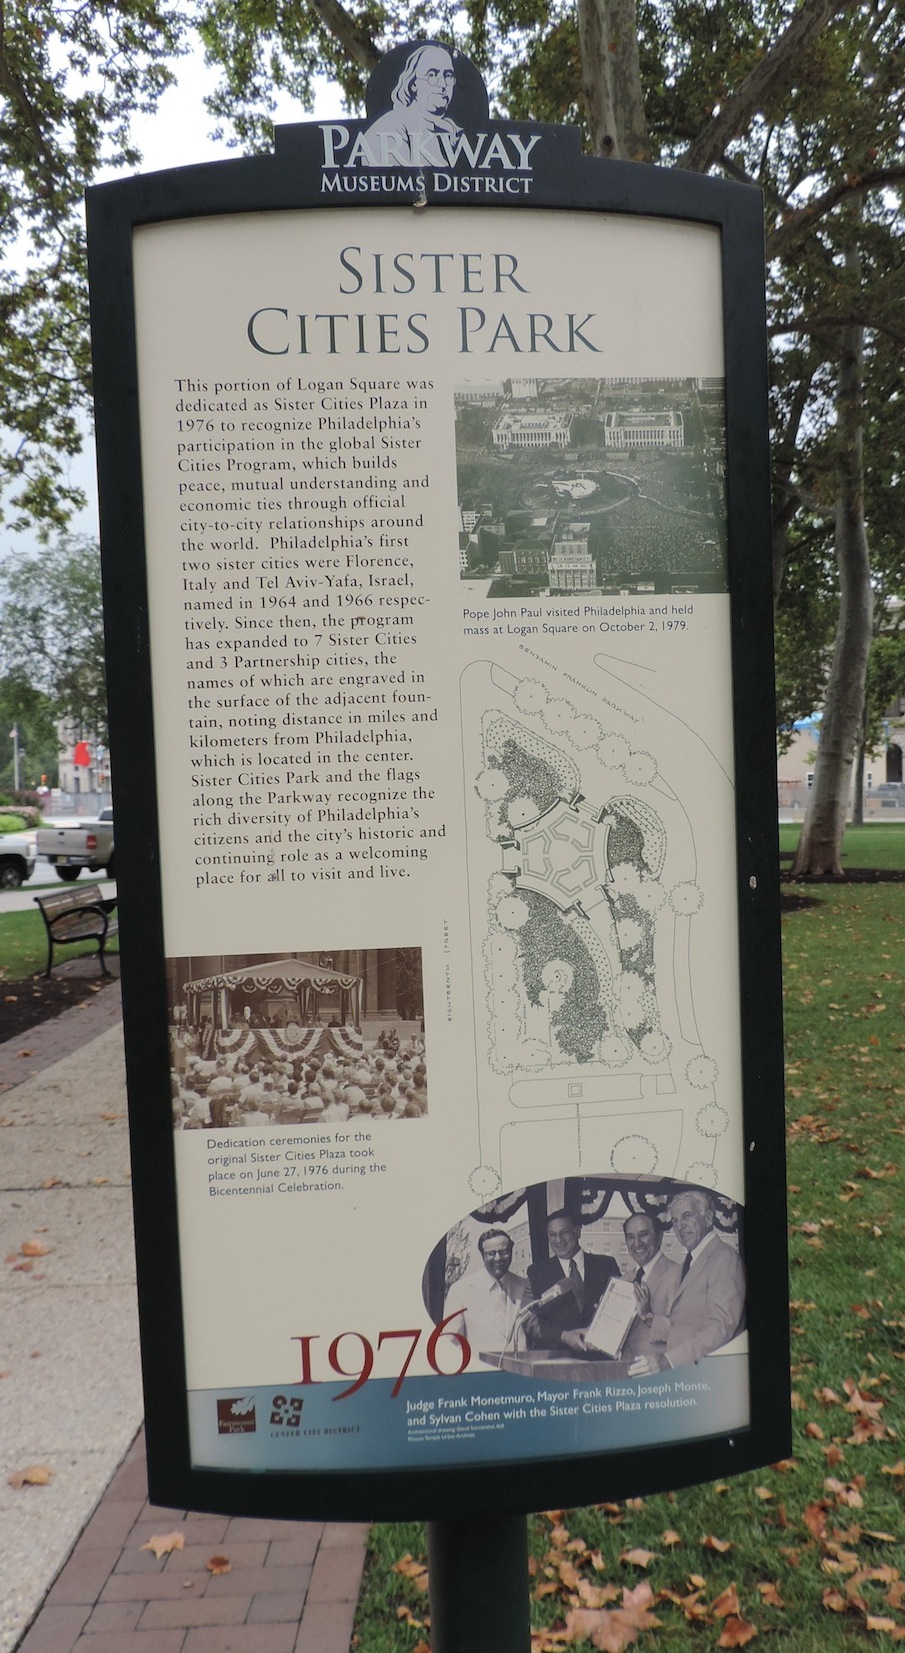 PARKWAY
MUSEUMS DISTRICT
SISTER
CITIES PARK
This portion of Logan Square was
dedicated as Sister Cities Plaza in
1976 to recognize Philadelphia's
participation in the global Sister
Cities Program, which builds
peace, mutual understanding and
economic ties through official
city-to-city relationships around
the world. Philadelphia's first
two sister cities were Florence,
Italy and Tel Aviv-Yafa, Israel,
named in 1964 and 1966 respec-
tively. Since then, the program
has expanded to 7 Sister Cities
and 3 Partnership cities, the
names of which are engraved in
the surface of the adjacent foun-
tain, noting distance in miles and
kilometers from Philadelphia,
which is located in the center.
Sister Cities Park and the flags
along the Parkway recognize the
rich diversity of Philadelphia's
citizens and the city's historic and
continuing role as a welcoming
place for all to visit and live.
Pope John Paul visited Philadelphia and held
mass at Logan Square on October 2, 1979.
BENJAMIN FRANKLIN PARKWAY
EIGHTEENTH STREET
Dedication ceremonies for the
original Sister Cities Plaza took
place on June 27, 1976 during the
Bicentennial Celebration.
1976
Judge Frank Monetmuro, Mayor Frank Rizzo, Joseph Monte,
and Sylvan Cohen with the Sister Cities Plaza resolution.
Photos Temple Urban Archives
Fairmount
Park
CENTER CITY DISTRICT